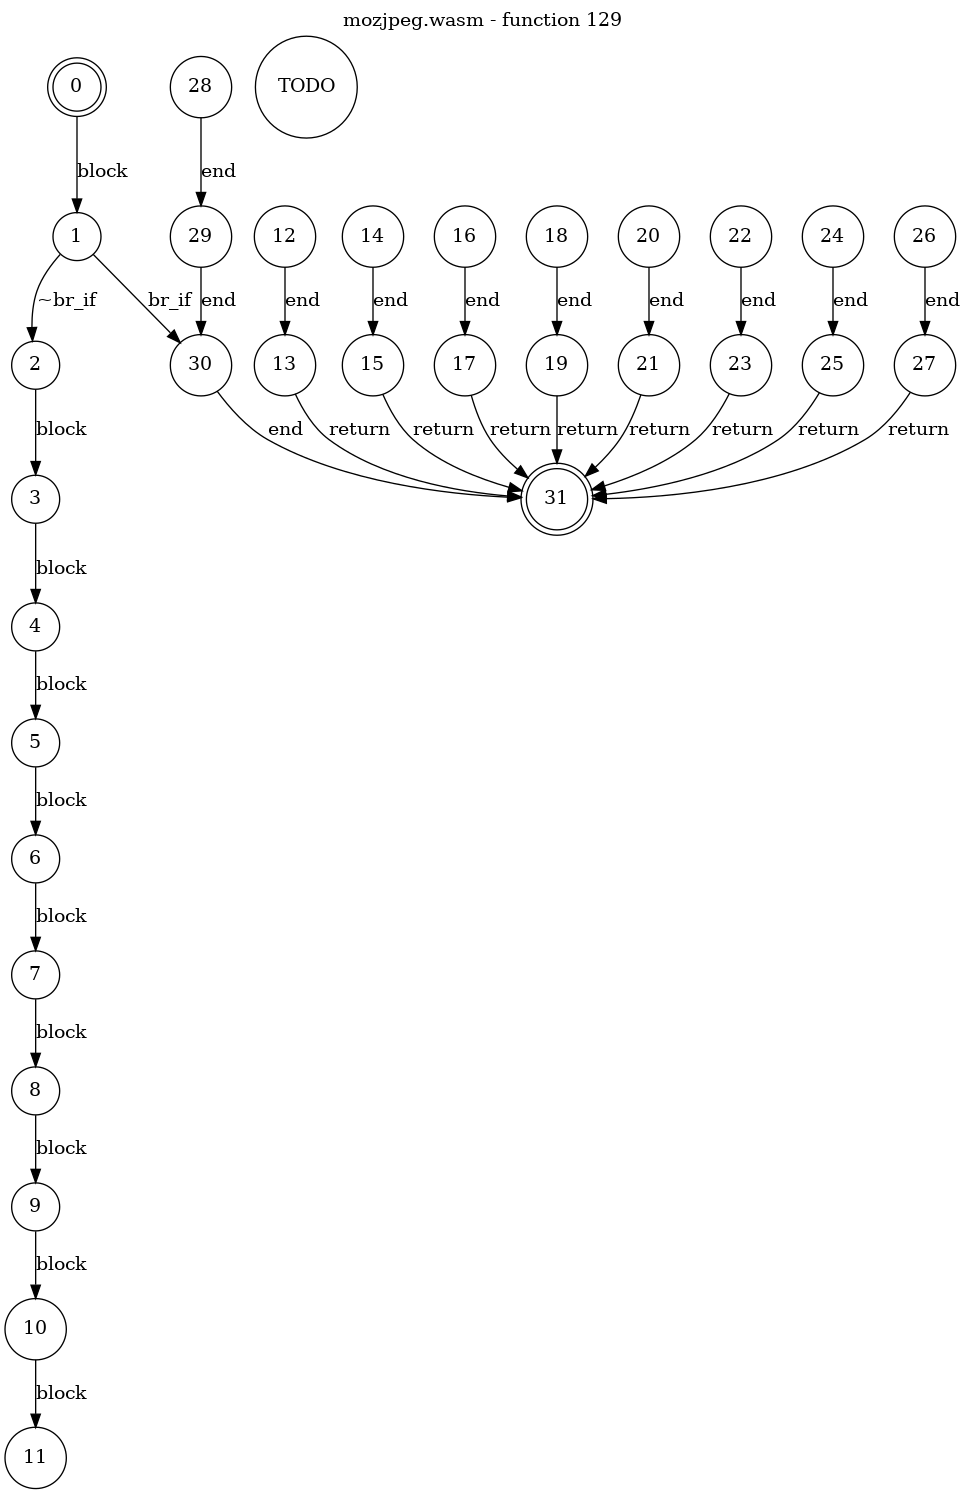 mozjpeg.wasm - function 129
0 28 TODO
block end
1 29 12 14 16 18 20 22 24 26
~br_if br_if end end end end end end end end end
2 30 13 15 17 19 21 23 25 27
block end return return return return return return return return
3 31
block
4
block
5
block
6
block
7
block
8
block
9
block
10
block
11